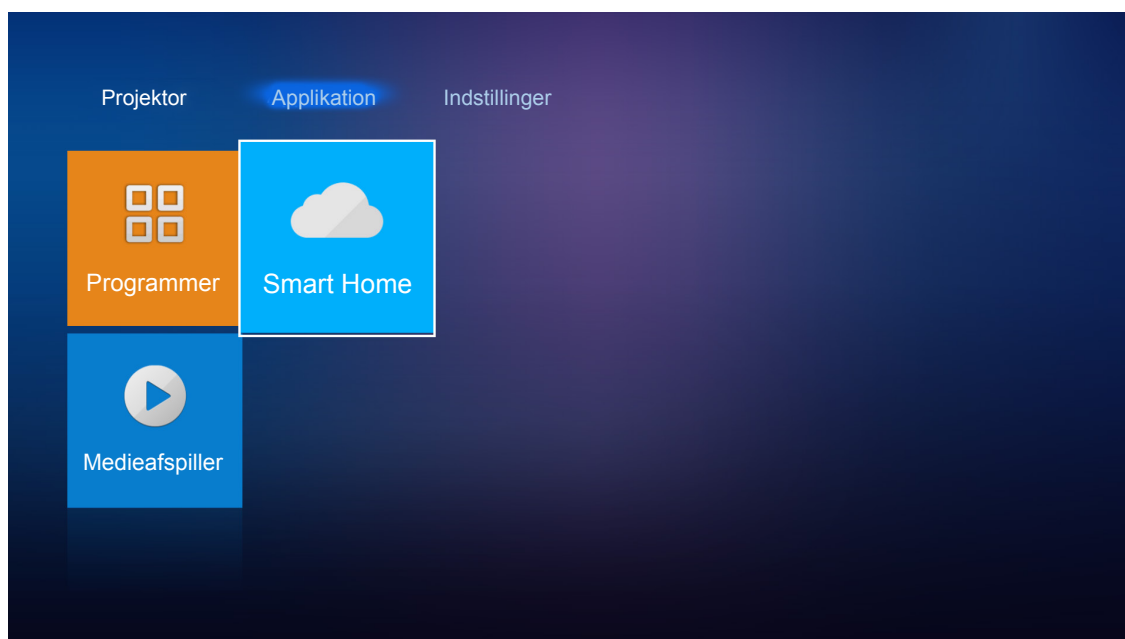 Projektor Applikation Indstillinger
Programmer Smart Home
Medieafspiller